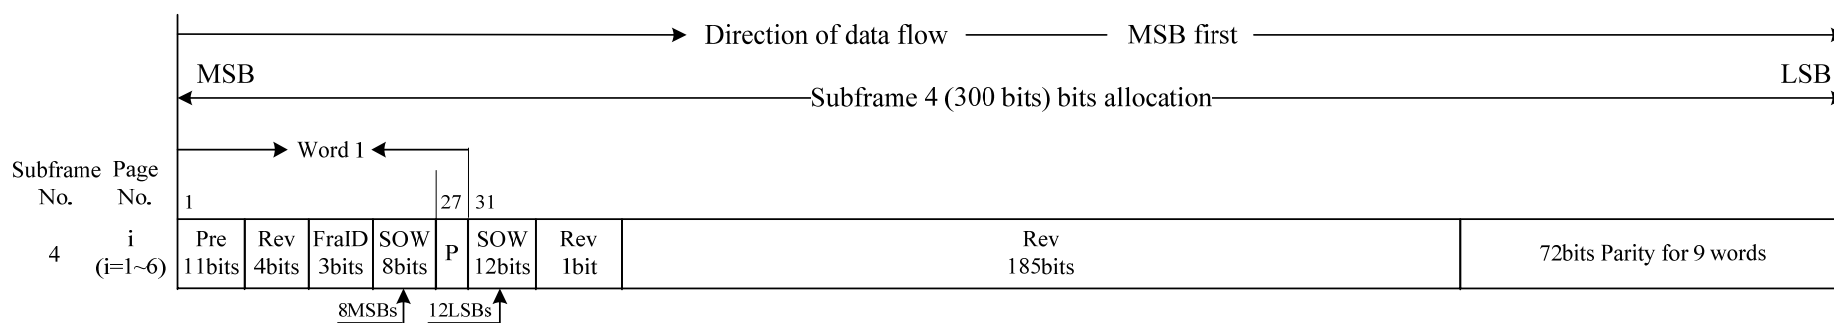 Direction of data flow MSB first
MSB LSB
Subframe 4 (300 bits) bits allocation
Word 1
Subframe Page
No. No.
1 27 31
4 i Pre Rev FraID SOW P SOW Rev Rev 72bits Parity for 9 words
(i=1~6) 11bits 4bits 3bits 8bits 12bits 1bit 185bits
8MSBs 12LSBs